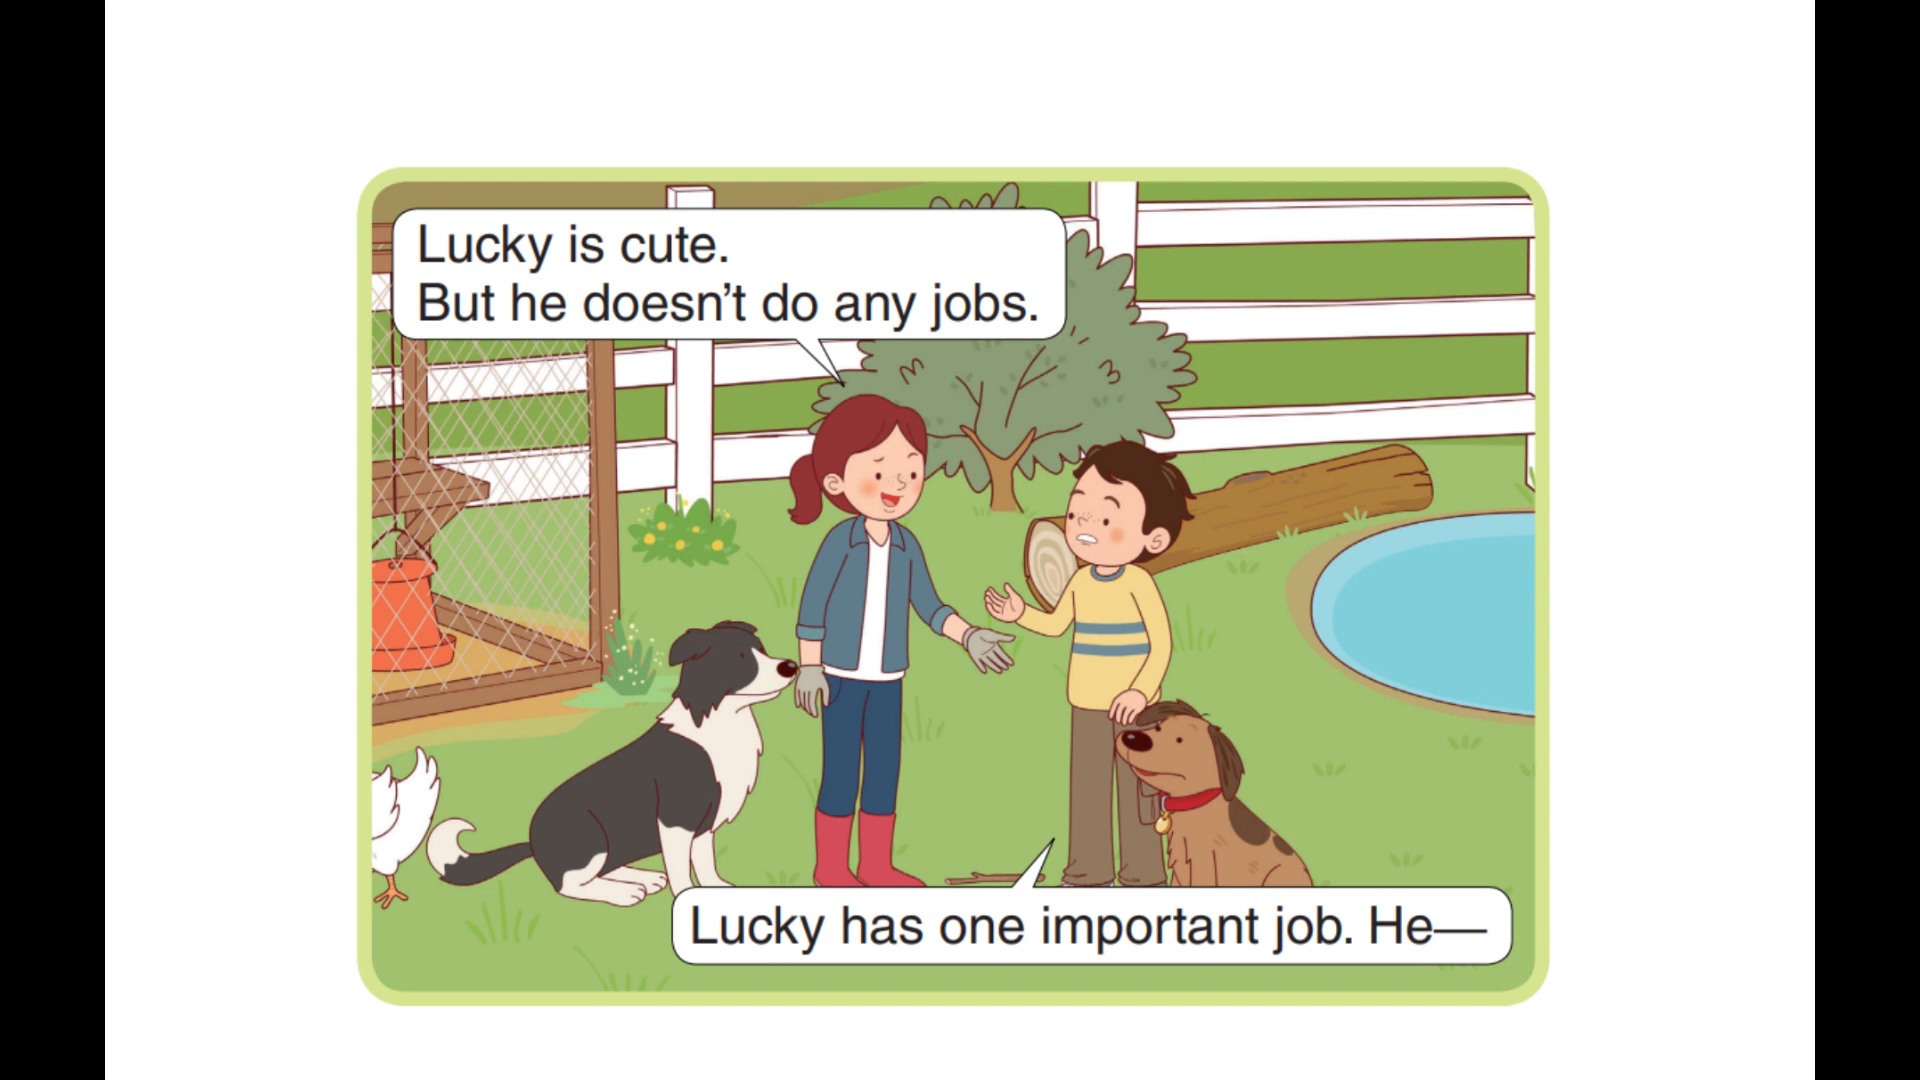 Lucky is cute.
But he doesn't do any jobs.
Lucky has one important job. He—